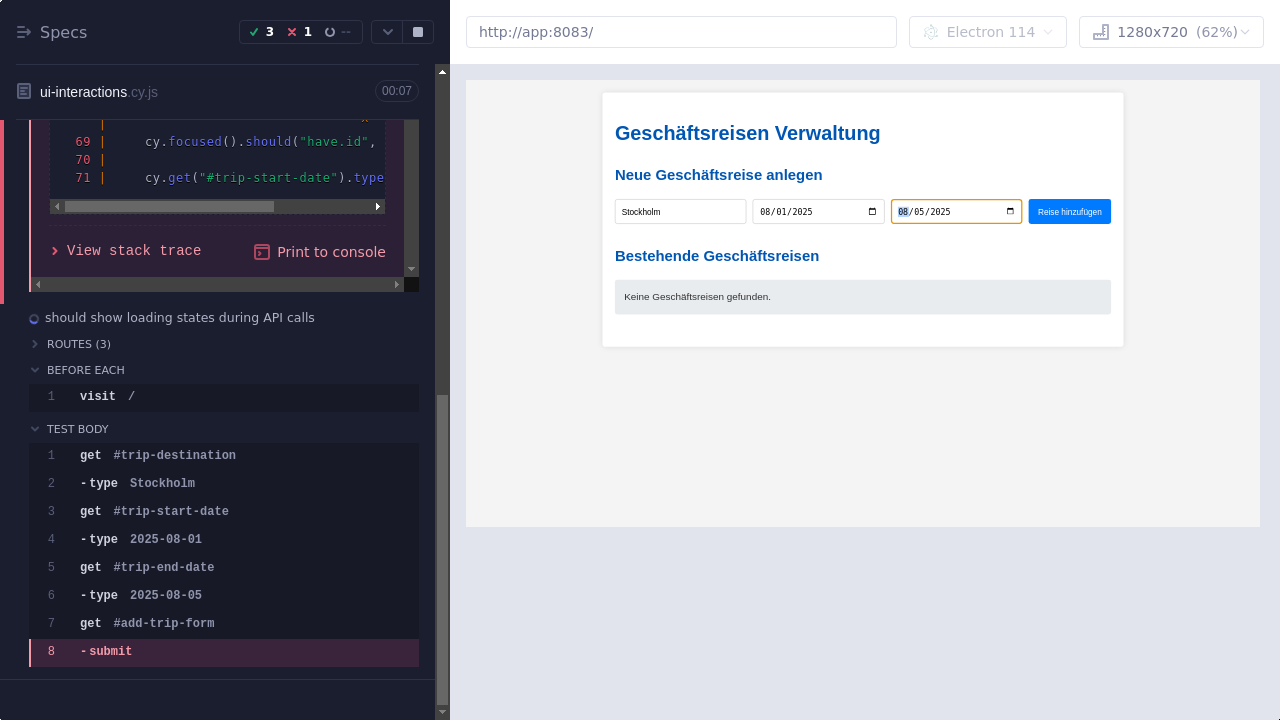 Specs
3
1
--
ui-interactions.cy.js
00:07
69 | cy.focused().should("have.id",
70 |
71 | cy.get("#trip-start-date").type
View stack trace
Print to console
should show loading states during API calls
ROUTES (3)
BEFORE EACH
1 visit /
TEST BODY
1 get #trip-destination
2 -type Stockholm
3 get #trip-start-date
4 -type 2025-08-01
5 get #trip-end-date
6 -type 2025-08-05
7 get #add-trip-form
8 -submit
http://app:8083/
Electron 114
1280x720 (62%)
Geschäftsreisen Verwaltung
Neue Geschäftsreise anlegen
Stockholm
08/01/2025
08/05/2025
Reise hinzufügen
Bestehende Geschäftsreisen
Keine Geschäftsreisen gefunden.